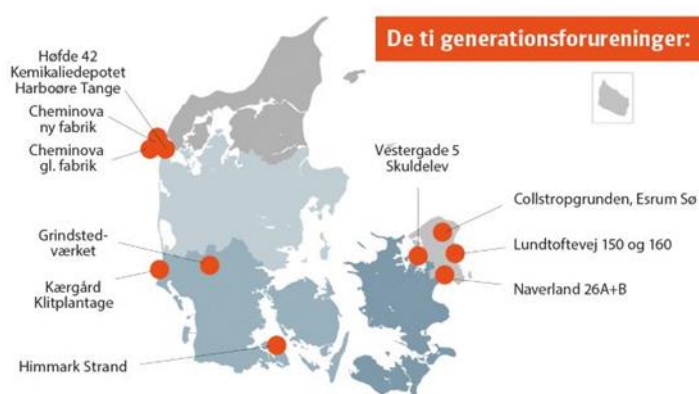 De ti generationsforureninger:
Høfde 42
Kemikaliedepotet
Harboøre Tange
Cheminova
ny fabrik
Cheminova
gl. fabrik
Vestergade 5
Skuldelev
Collstropgrunden, Esrum Sø
Lundtoftevej 150 og 160
Naverland 26A+B
Grindsted-
værket
Kærgård
Klitplantage
Himmark Strand